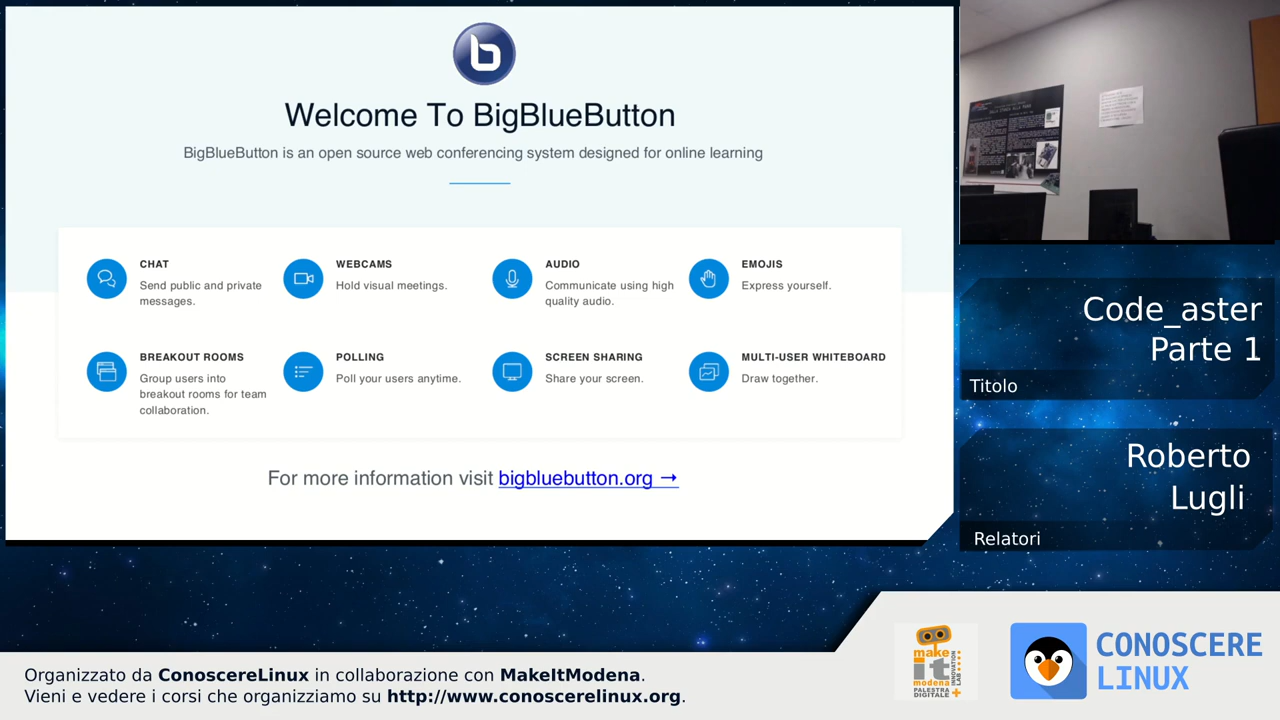 Welcome To BigBlueButton
BigBlueButton is an open source web conferencing system designed for online learning
CHAT
Send public and private
messages.
WEBCAMS
Hold visual meetings.
AUDIO
Communicate using high
quality audio.
EMOJIS
Express yourself.
BREAKOUT ROOMS
Group users into
breakout rooms for team
collaboration.
POLLING
Poll your users anytime.
SCREEN SHARING
Share your screen.
MULTI-USER WHITEBOARD
Draw together.
For more information visit bigbluebutton.org →
Code_aster
Parte 1
Titolo
Roberto
Lugli
Relatori
Organizzato da ConoscereLinux in collaborazione con MakeItModena.
Vieni e vedere i corsi che organizziamo su http://www.conoscerelinux.org.
make
it
modena
PALESTRA
DIGITALE
INNOVATION
LAB
CONOSCERE
LINUX